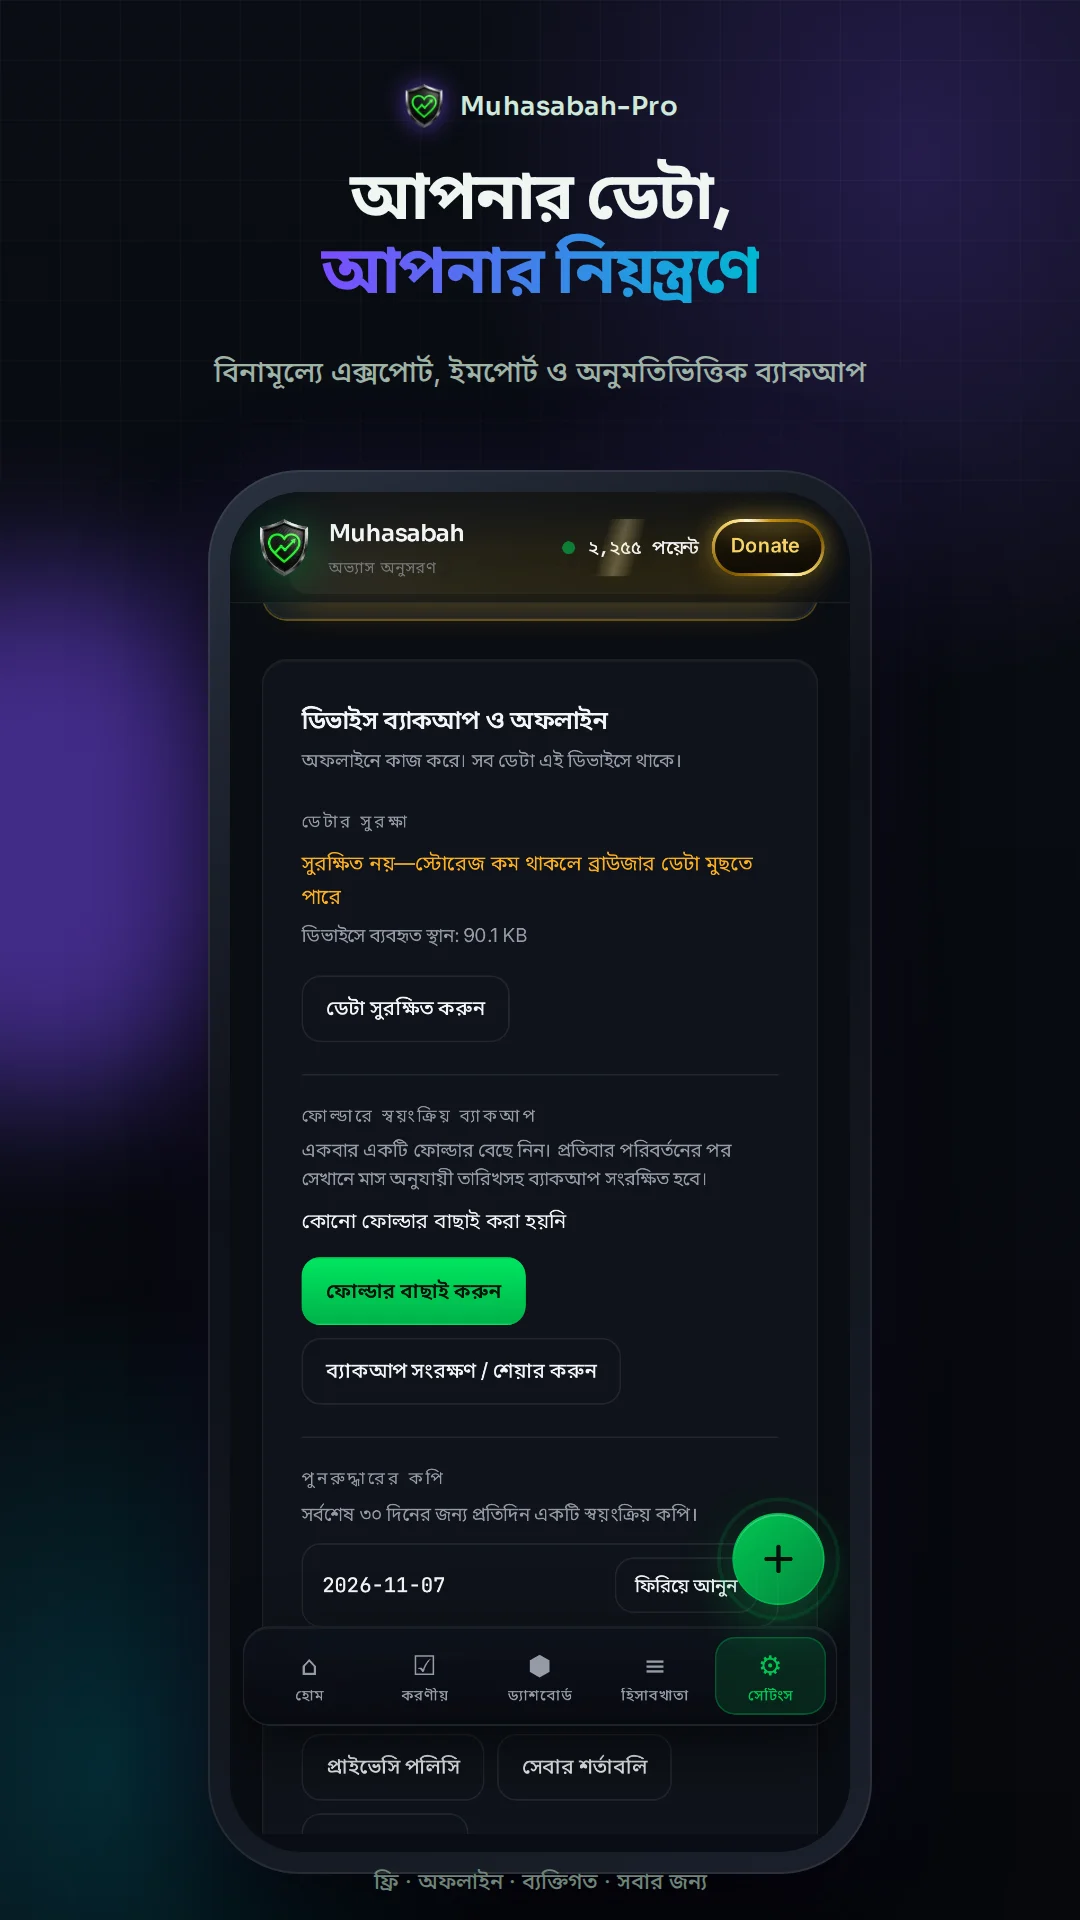 Muhasabah-Pro
আপনার ডেটা,
আপনার নিয়ন্ত্রণে
বিনামূল্যে এক্সপোর্ট, ইমপোর্ট ও অনুমতিভিত্তিক ব্যাকআপ
Muhasabah
অভ্যাস অনুসরণ
২,২৫৫ পয়েন্ট
Donate
ডিভাইস ব্যাকআপ ও অফলাইন
অফলাইনে কাজ করে। সব ডেটা এই ডিভাইসে থাকে।
ডেটার সুরক্ষা
সুরক্ষিত নয়—স্টোরেজ কম থাকলে ব্রাউজার ডেটা মুছতে
পারে
ডিভাইসে ব্যবহৃত স্থান: 90.1 KB
ডেটা সুরক্ষিত করুন
ফোল্ডারে স্বয়ংক্রিয় ব্যাকআপ
একবার একটি ফোল্ডার বেছে নিন। প্রতিবার পরিবর্তনের পর
সেখানে মাস অনুযায়ী তারিখসহ ব্যাকআপ সংরক্ষিত হবে।
কোনো ফোল্ডার বাছাই করা হয়নি
ফোল্ডার বাছাই করুন
ব্যাকআপ সংরক্ষণ / শেয়ার করুন
পুনরুদ্ধারের কপি
সর্বশেষ ৩০ দিনের জন্য প্রতিদিন একটি স্বয়ংক্রিয় কপি।
2026-11-07
ফিরিয়ে আনুন
হোম
করণীয়
ড্যাশবোর্ড
হিসাবখাতা
সেটিংস
প্রাইভেসি পলিসি
সেবার শর্তাবলি
ফ্রি · অফলাইন · ব্যক্তিগত · সবার জন্য